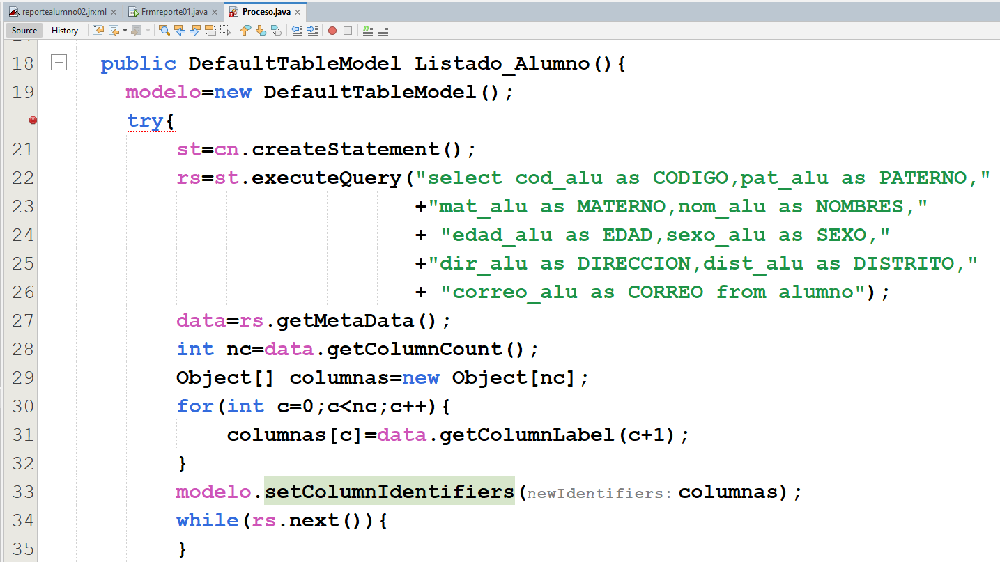 reportealumno02.jrxml Frmreporte01.java Proceso.java
Source History
18 public DefaultTableModel Listado_Alumno(){
19 modelo=new DefaultTableModel();
try{
21 st=cn.createStatement();
22 rs=st.executeQuery("select cod_alu as CODIGO,pat_alu as PATERNO,"
23 +"mat_alu as MATERNO,nom_alu as NOMBRES,"
24 + "edad_alu as EDAD,sexo_alu as SEXO,"
25 +"dir_alu as DIRECCION,dist_alu as DISTRITO,"
26 + "correo_alu as CORREO from alumno");
27 data=rs.getMetaData();
28 int nc=data.getColumnCount();
29 Object[] columnas=new Object[nc];
30 for(int c=0;c<nc;c++){
31 columnas[c]=data.getColumnLabel(c+1);
32 }
33 modelo.setColumnIdentifiers(newIdentifiers: columnas);
34 while(rs.next()){
35 }